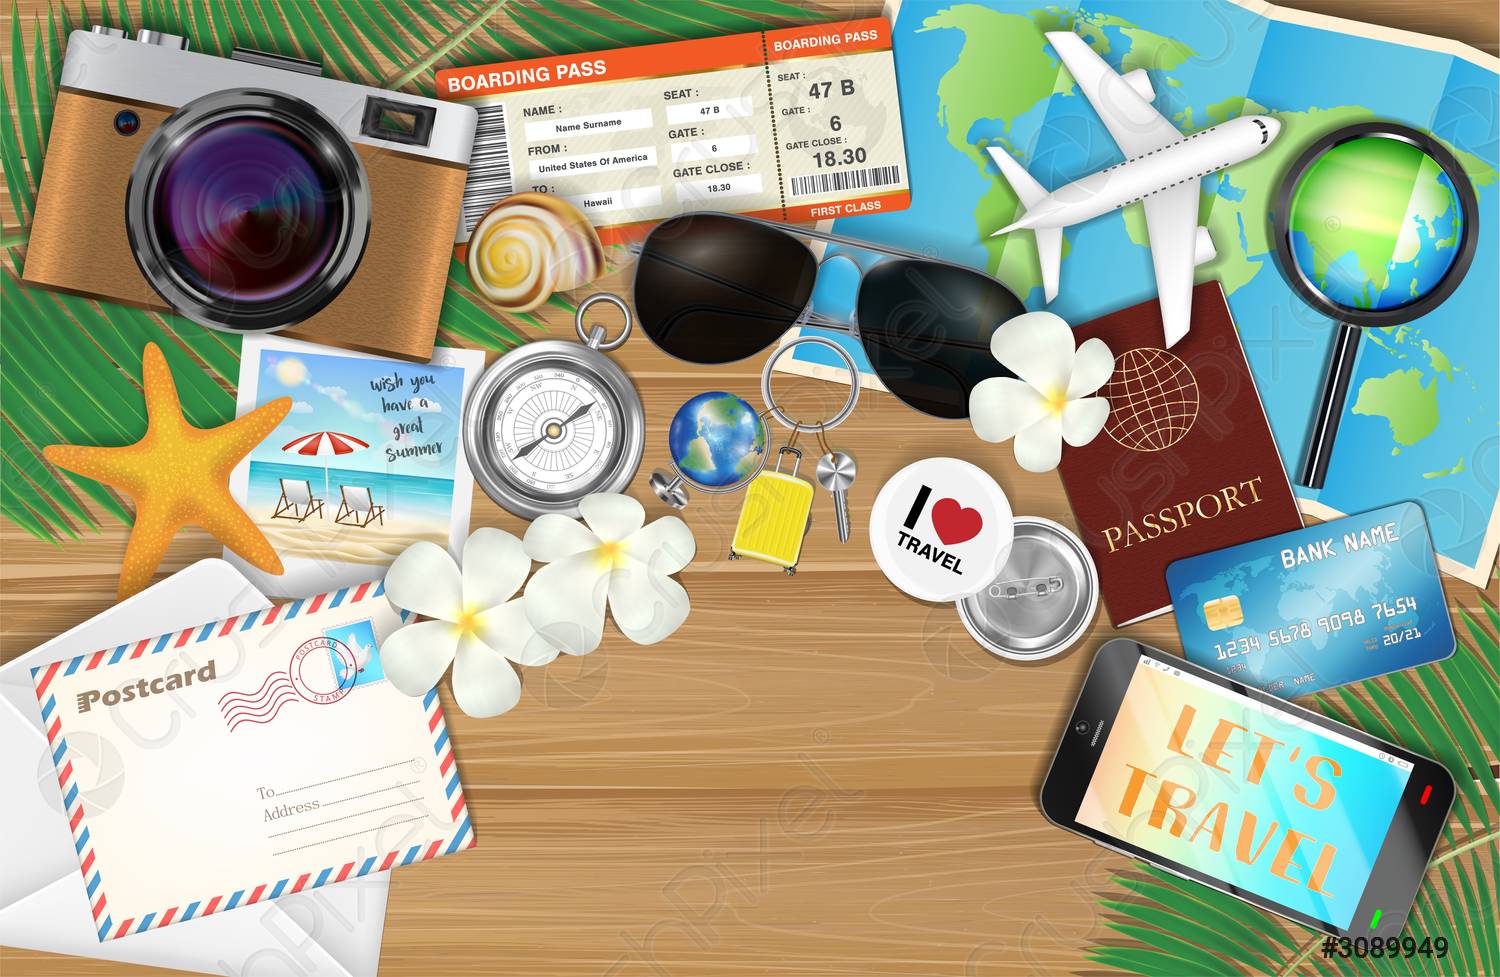 BOARDING PASS
NAME :
Name Surname
FROM :
United States Of America
TO :
Hawaii
SEAT :
47 B
GATE :
6
GATE CLOSE :
18.30
BOARDING PASS
SEAT :
47 B
GATE :
6
GATE CLOSE :
18.30
FIRST CLASS
wish you
have a
great
summer
I
TRAVEL
PASSPORT
BANK NAME
1234 5678 9098 7654
1234
20/21
NAME
Postcard
POSTCARD
STAMP
To
Address
LET'S
TRAVEL
#3089949